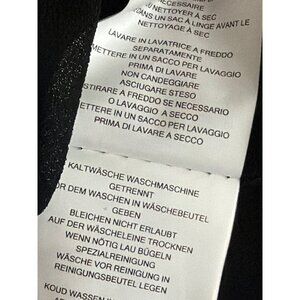 NÉCESSAIRE
OU NETTOYER À SEC
DANS UN SAC À LINGE AVANT LE
NETTOYAGE À SEC
LAVARE IN LAVATRICE A FREDDO
SEPARATAMENTE
METTERE IN UN SACCO PER LAVAGGIO
PRIMA DI LAVARE
NON CANDEGGIARE
ASCIUGARE STESO
STIRARE A FREDDO SE NECESSARIO
O LAVAGGIO A SECCO
METTERE IN UN SACCO PER LAVAGGIO
PRIMA DI LAVARE A SECCO
KALTWÄSCHE WASCHMASCHINE
GETRENNT
VOR DEM WASCHEN IN WÄSCHEBEUTEL
GEBEN
BLEICHEN NICHT ERLAUBT
AUF DER WÄSCHELEINE TROCKNEN
WENN NÖTIG LAU BÜGELN
SPEZIALREINIGUNG
WÄSCHE VOR REINIGUNG IN
REINIGUNGSBEUTEL LEGEN
KOUD WASSEN